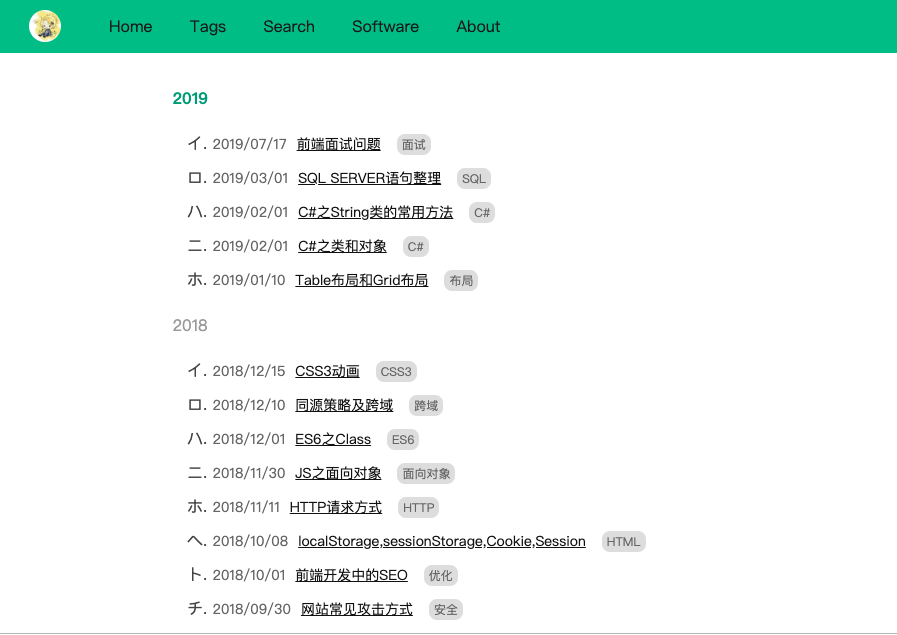 Home Tags Search Software About
2019
イ. 2019/07/17 前端面试问题 面试
ロ. 2019/03/01 SQL SERVER语句整理 SQL
ハ. 2019/02/01 C#之String类的常用方法 C#
ニ. 2019/02/01 C#之类和对象 C#
ホ. 2019/01/10 Table布局和Grid布局 布局
2018
イ. 2018/12/15 CSS3动画 CSS3
ロ. 2018/12/10 同源策略及跨域 跨域
ハ. 2018/12/01 ES6之Class ES6
ニ. 2018/11/30 JS之面向对象 面向对象
ホ. 2018/11/11 HTTP请求方式 HTTP
ヘ. 2018/10/08 localStorage,sessionStorage,Cookie,Session HTML
ト. 2018/10/01 前端开发中的SEO 优化
チ. 2018/09/30 网站常见攻击方式 安全